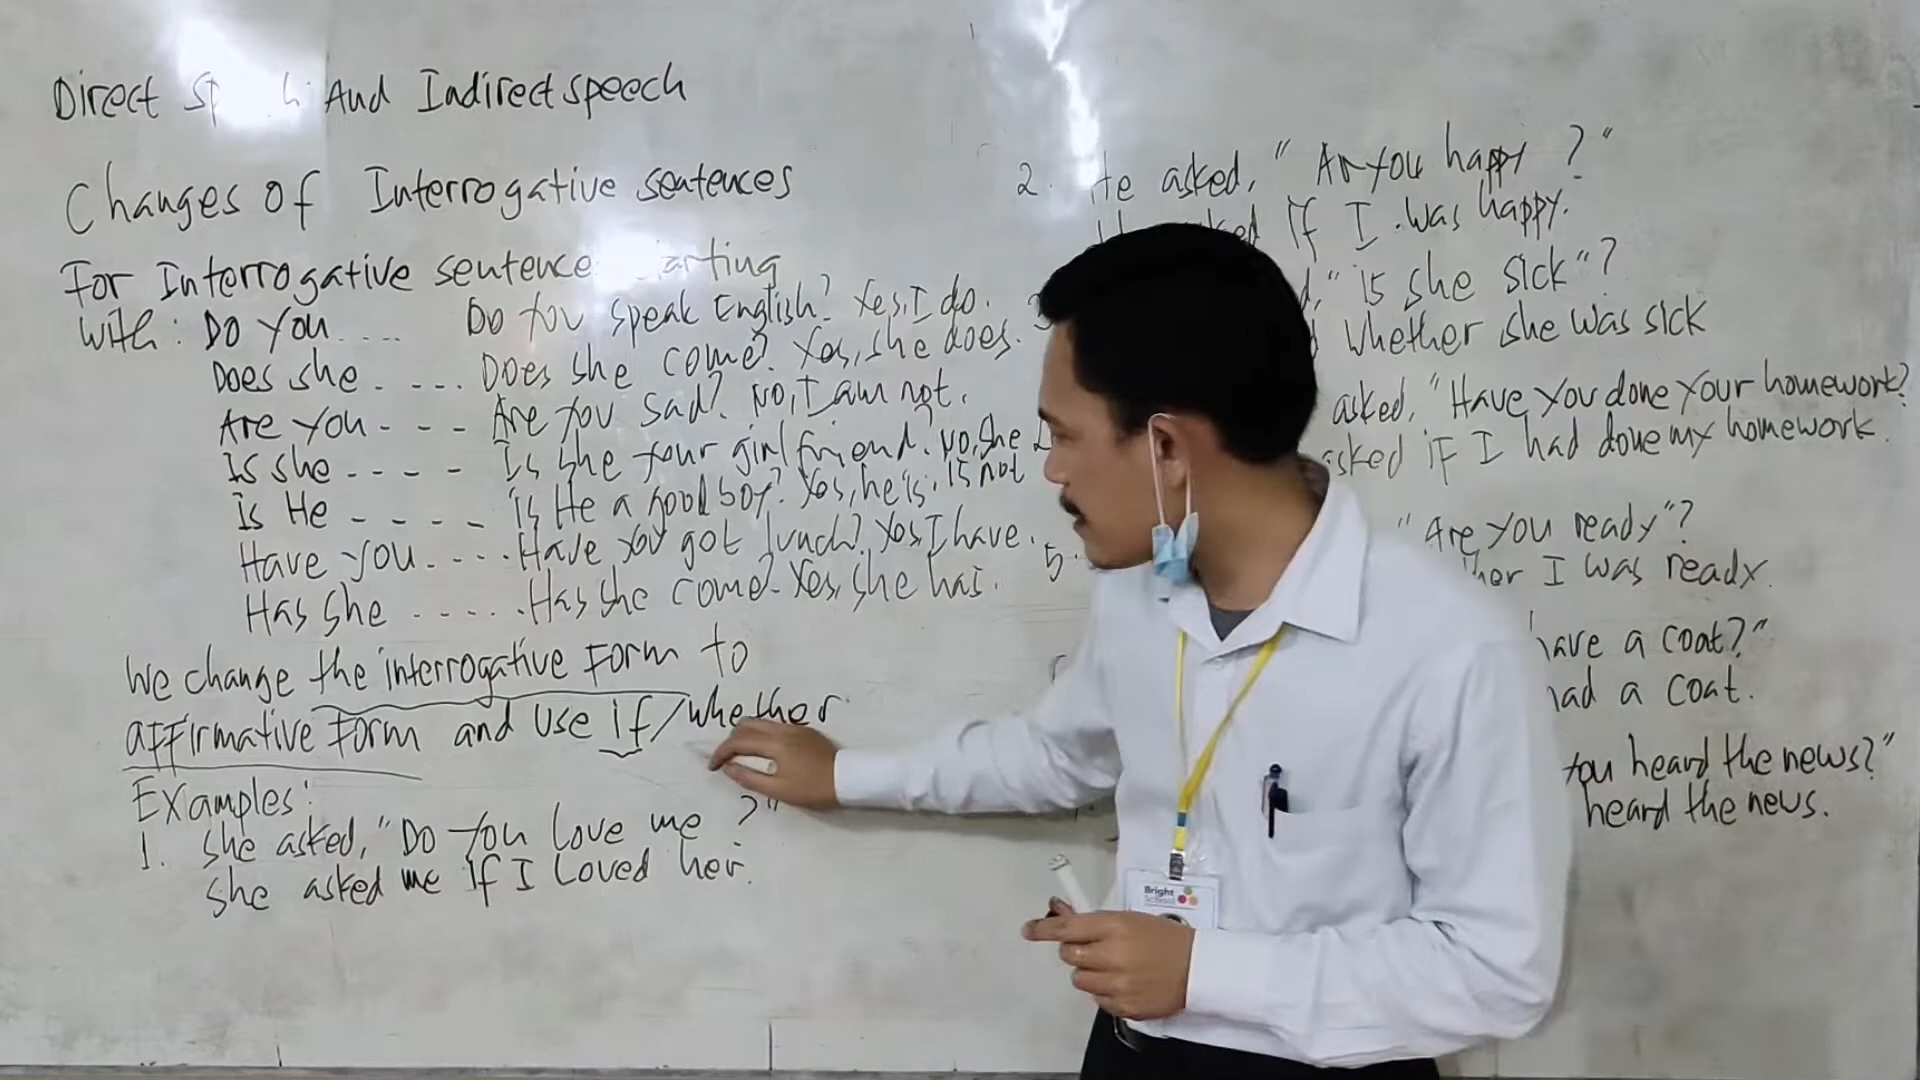 Direct And Indirect speech
Changes Of Interrogative sentences
For Interrogative sentence
With: Do You.... Do You speak English? Yes, I do.
Does she..... Does she come? Yes, she does.
Are you - - - Are You sad? No, I am not.
Is she - - - - Is she your girlfriend? No, she
Is He - - - - is He a good boy? Yes, he is. is not
Have you.... Have you got lunch? Yes I have.
Has she ...... Has she come? Yes, she has.
We change the interrogative Form to
affirmative Form and use if/whether
Examples:
1. She asked, "Do You love me ?"
She asked me if I Loved her.
2. He asked, " you happy ?"
if I was happy.
"is she sick"?
whether she was sick
asked, "Have you done your homework?
asked if I had done my homework.
"Are you ready"?
5.
I was ready.
have a coat?"
had a coat.
you heard the news?"
heard the news.
Bright
School